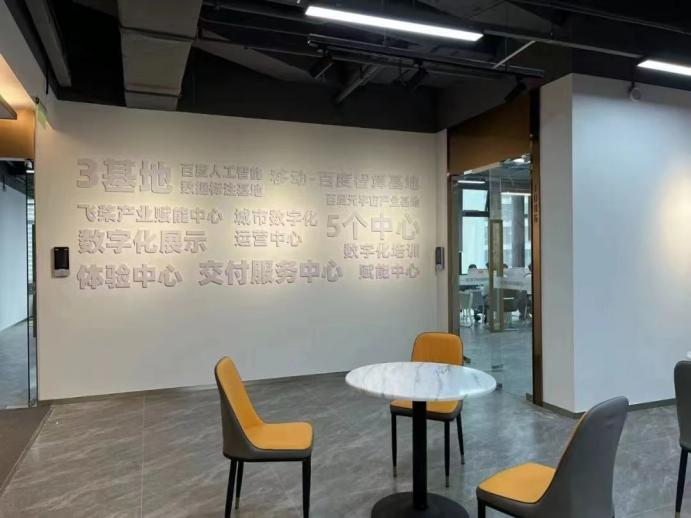 3基地
百度人工智能
数据标注基地
移动-百度智算基地
百度元宇宙产业基地
飞桨产业赋能中心
城市数字化
运营中心
5个中心
数字化展示
体验中心
数字化培训
赋能中心
交付服务中心